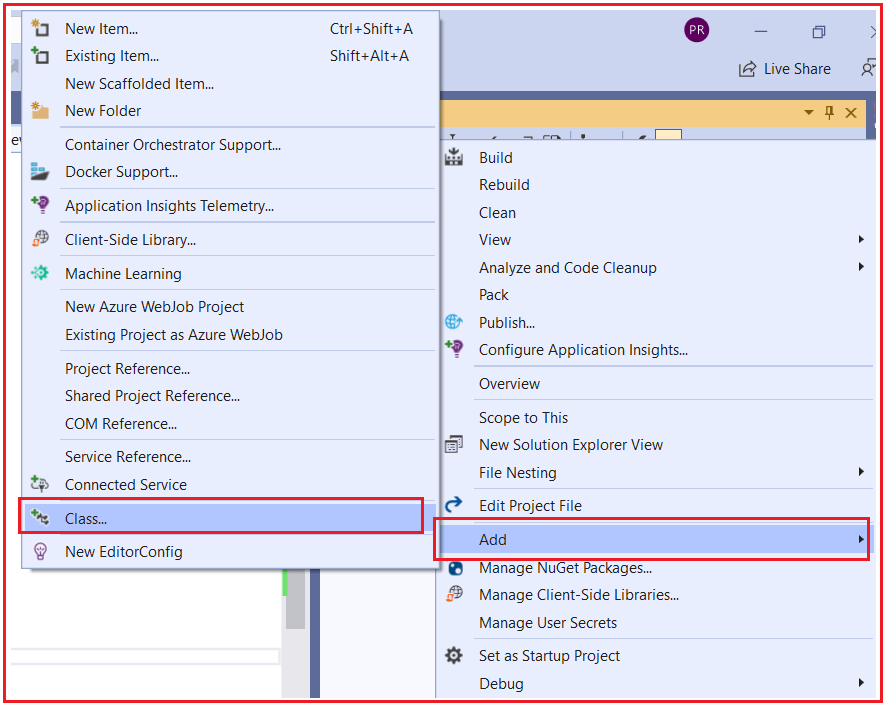 New Item... Ctrl+Shift+A
Existing Item... Shift+Alt+A
New Scaffolded Item...
New Folder
Container Orchestrator Support...
Docker Support...
Application Insights Telemetry...
Client-Side Library...
Machine Learning
New Azure WebJob Project
Existing Project as Azure WebJob
Project Reference...
Shared Project Reference...
COM Reference...
Service Reference...
Connected Service
Class...
New EditorConfig
PR
Live Share
Build
Rebuild
Clean
View
Analyze and Code Cleanup
Pack
Publish...
Configure Application Insights...
Overview
Scope to This
New Solution Explorer View
File Nesting
Edit Project File
Add
Manage NuGet Packages...
Manage Client-Side Libraries...
Manage User Secrets
Set as Startup Project
Debug